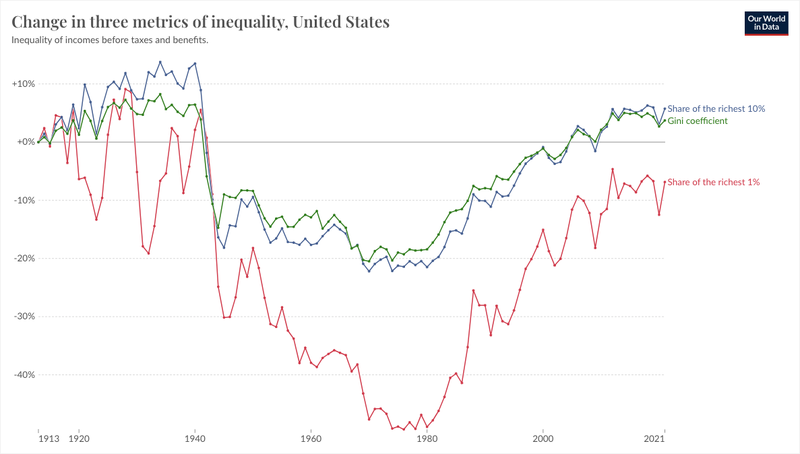 Change in three metrics of inequality, United States
Inequality of incomes before taxes and benefits.
Our World
in Data
+10%
+0%
-10%
-20%
-30%
-40%
Share of the richest 10%
Gini coefficient
Share of the richest 1%
1913
1920
1940
1960
1980
2000
2021